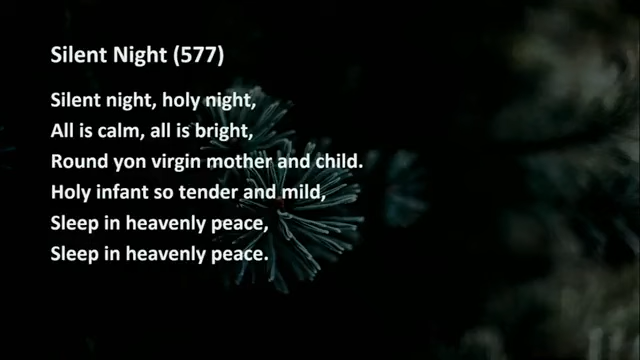 Silent Night (577)
Silent night, holy night,
All is calm, all is bright,
Round yon virgin mother and child.
Holy infant so tender and mild,
Sleep in heavenly peace,
Sleep in heavenly peace.